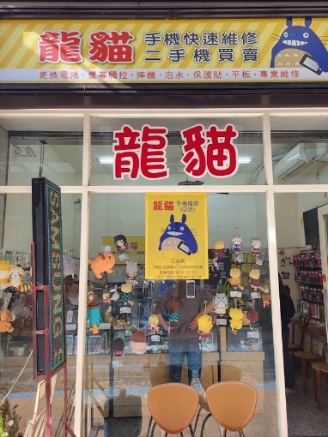 龍貓 手機快速維修
二手機買賣
更換電池·螢幕觸控·摔機·泡水·保護貼·平板·專業維修
龍貓
龍貓 手機維修
SAMSUNG